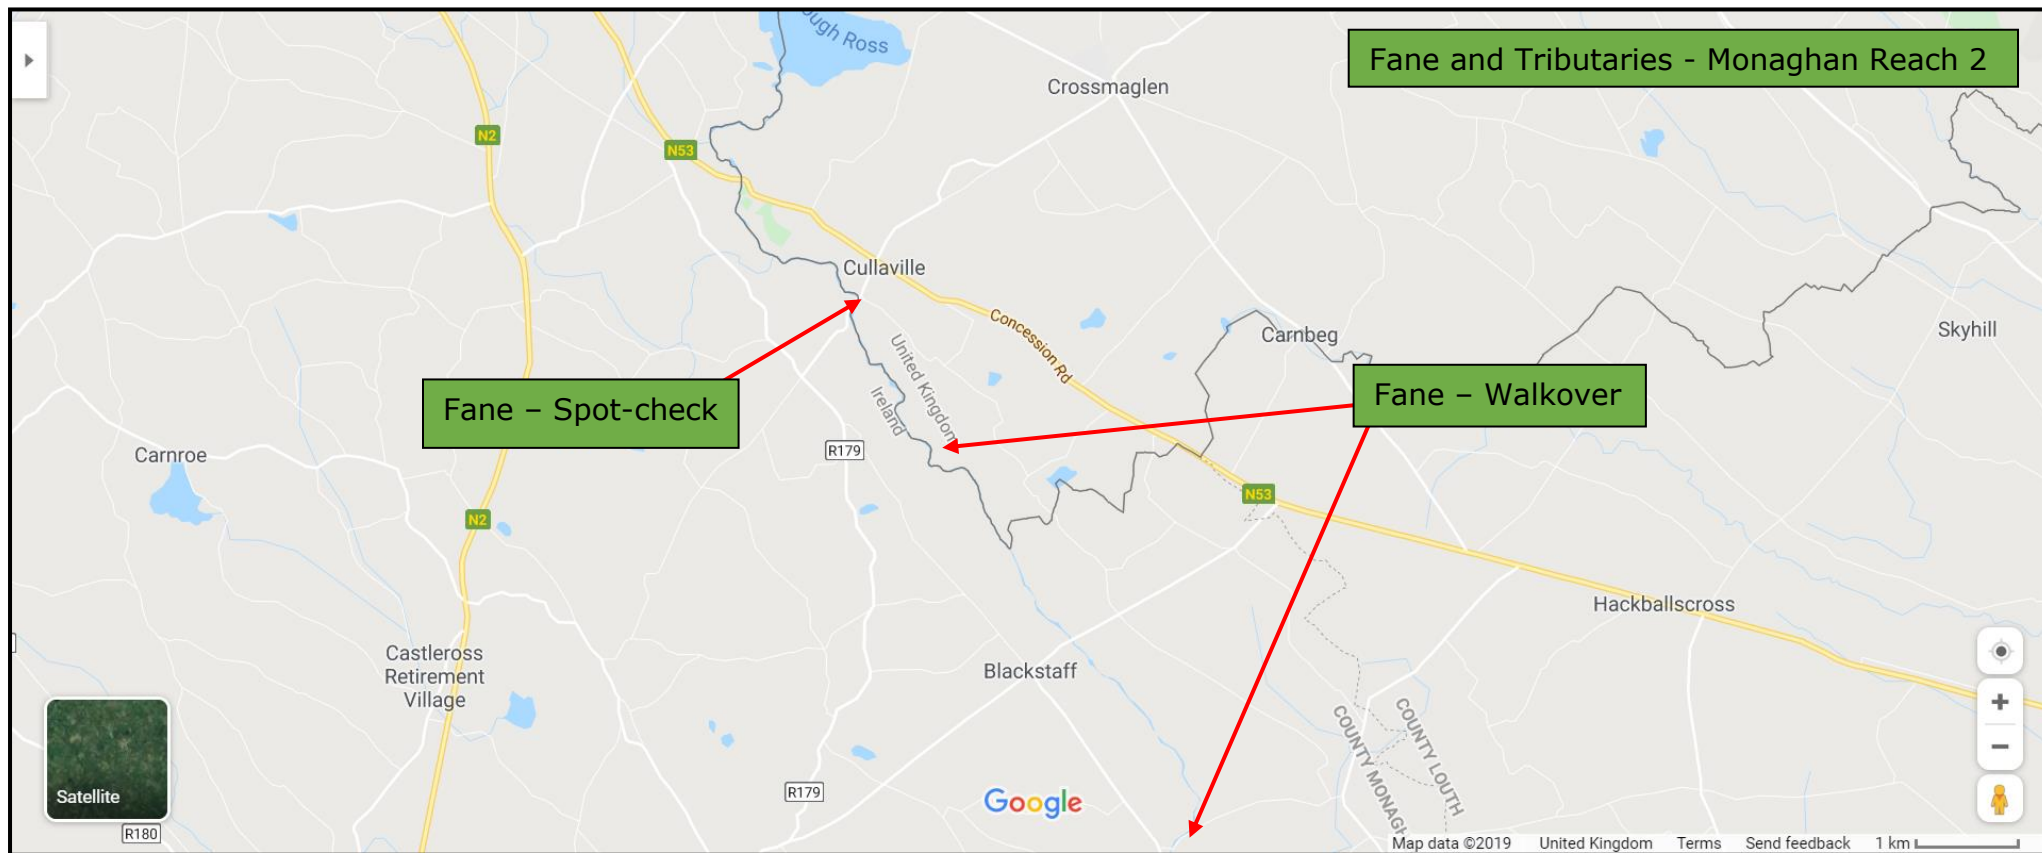 ough Ross
Crossmaglen
Fane and Tributaries - Monaghan Reach 2
N2
N53
Cullaville
Concession Rd
United Kingdom
Ireland
Carnbeg
Skyhill
Fane – Spot-check
Fane – Walkover
R179
Carnroe
N53
N2
Hackballscross
Castleross
Retirement
Village
Blackstaff
COUNTY MONAGH
COUNTY LOUTH
Satellite
R179
Google
R180
Map data ©2019 United Kingdom Terms Send feedback 1 km